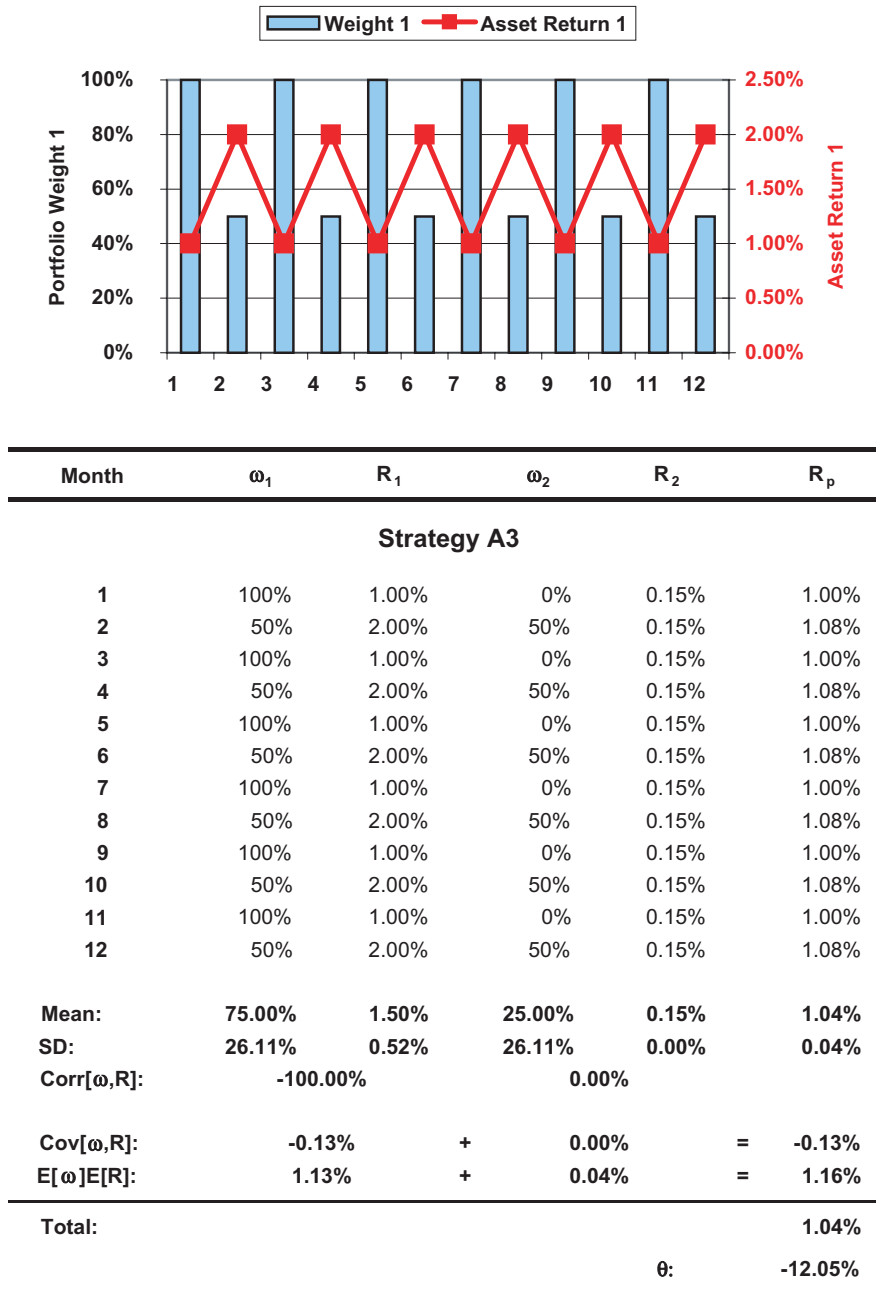 Weight 1 Asset Return 1
100% 2.50%
80% 2.00%
60% 1.50%
40% 1.00%
20% 0.50%
0% 0.00%
Portfolio Weight 1
Asset Return 1
1 2 3 4 5 6 7 8 9 10 11 12
Month ω1 R1 ω2 R2 Rp
Strategy A3
1 100% 1.00% 0% 0.15% 1.00%
2 50% 2.00% 50% 0.15% 1.08%
3 100% 1.00% 0% 0.15% 1.00%
4 50% 2.00% 50% 0.15% 1.08%
5 100% 1.00% 0% 0.15% 1.00%
6 50% 2.00% 50% 0.15% 1.08%
7 100% 1.00% 0% 0.15% 1.00%
8 50% 2.00% 50% 0.15% 1.08%
9 100% 1.00% 0% 0.15% 1.00%
10 50% 2.00% 50% 0.15% 1.08%
11 100% 1.00% 0% 0.15% 1.00%
12 50% 2.00% 50% 0.15% 1.08%
Mean: 75.00% 1.50% 25.00% 0.15% 1.04%
SD: 26.11% 0.52% 26.11% 0.00% 0.04%
Corr[ω,R]: -100.00% 0.00%
Cov[ω,R]: -0.13% + 0.00% = -0.13%
E[ω]E[R]: 1.13% + 0.04% = 1.16%
Total: 1.04%
θ: -12.05%